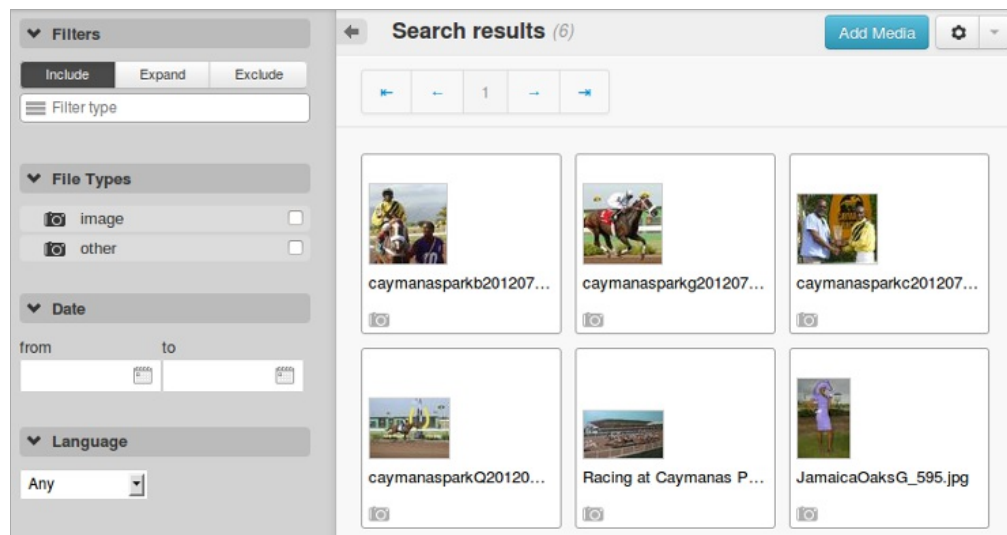 Filters
Include Expand Exclude
Filter type
File Types
image
other
Date
from to
Language
Any
Search results (6)
Add Media
1
caymanasparkb201207...
caymanasparkg201207...
caymanasparkc201207...
caymanasparkQ20120...
Racing at Caymanas P...
JamaicaOaksG_595.jpg